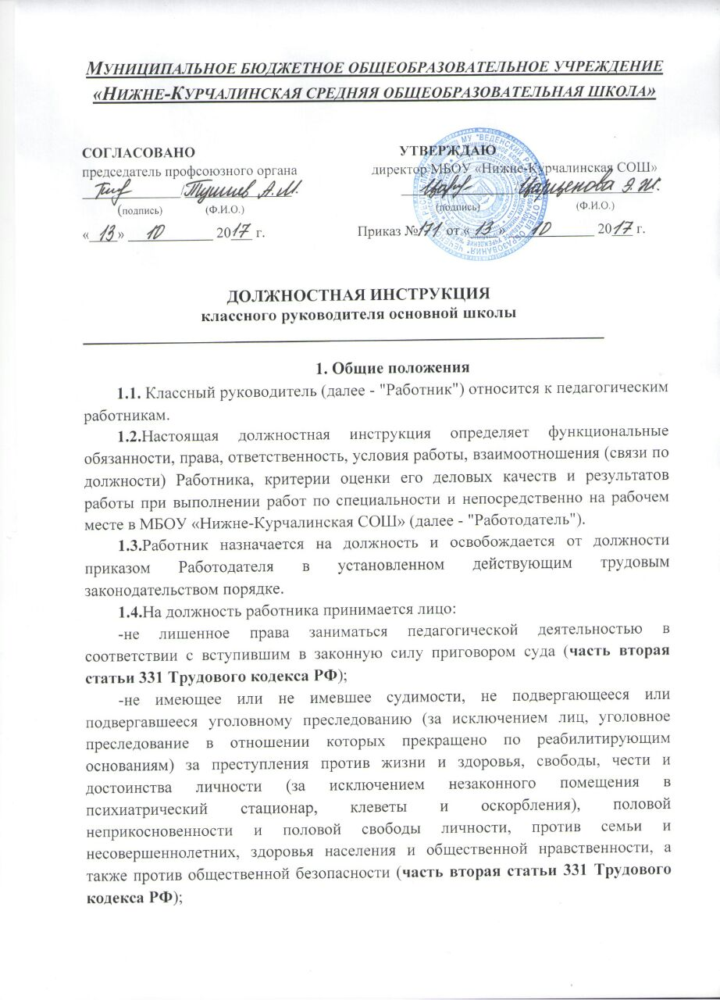 МУНИЦИПАЛЬНОЕ БЮДЖЕТНОЕ ОБЩЕОБРАЗОВАТЕЛЬНОЕ УЧРЕЖДЕНИЕ
«НИЖНЕ-КУРЧАЛИНСКАЯ СРЕДНЯЯ ОБЩЕОБРАЗОВАТЕЛЬНАЯ ШКОЛА»
СОГЛАСОВАНО УТВЕРЖДАЮ
председатель профсоюзного органа директор МБОУ «Нижне-Курчалинская СОШ»
А.М. Э.Ж.
(подпись) (Ф.И.О.) (подпись) (Ф.И.О.)
«13» 10 2017 г. Приказ №171 от «13» 10 2017 г.
ДОЛЖНОСТНАЯ ИНСТРУКЦИЯ
классного руководителя основной школы
1. Общие положения
1.1. Классный руководитель (далее - "Работник") относится к педагогическим
работникам.
1.2.Настоящая должностная инструкция определяет функциональные
обязанности, права, ответственность, условия работы, взаимоотношения (связи по
должности) Работника, критерии оценки его деловых качеств и результатов
работы при выполнении работ по специальности и непосредственно на рабочем
месте в МБОУ «Нижне-Курчалинская СОШ» (далее - "Работодатель").
1.3.Работник назначается на должность и освобождается от должности
приказом Работодателя в установленном действующим трудовым
законодательством порядке.
1.4.На должность работника принимается лицо:
-не лишенное права заниматься педагогической деятельностью в
соответствии с вступившим в законную силу приговором суда (часть вторая
статьи 331 Трудового кодекса РФ);
-не имеющее или не имевшее судимости, не подвергающееся или
подвергавшееся уголовному преследованию (за исключением лиц, уголовное
преследование в отношении которых прекращено по реабилитирующим
основаниям) за преступления против жизни и здоровья, свободы, чести и
достоинства личности (за исключением незаконного помещения в
психиатрический стационар, клеветы и оскорбления), половой
неприкосновенности и половой свободы личности, против семьи и
несовершеннолетних, здоровья населения и общественной нравственности, а
также против общественной безопасности (часть вторая статьи 331 Трудового
кодекса РФ);